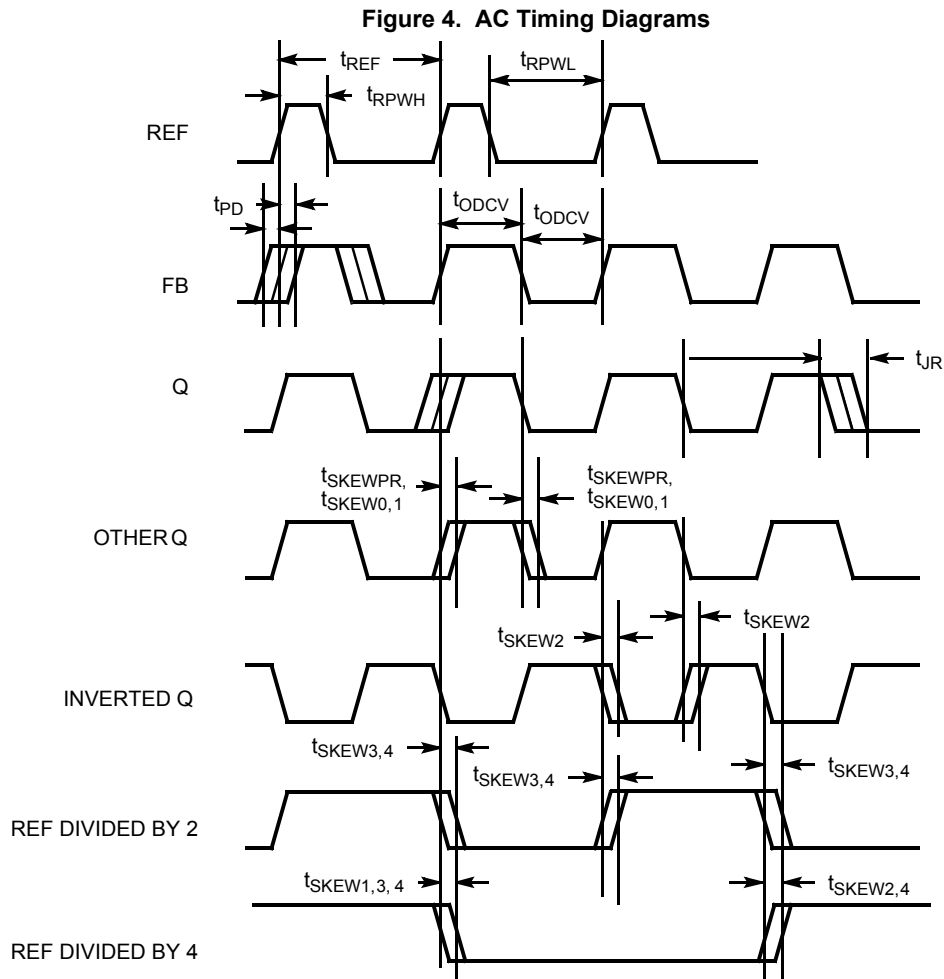 Figure 4. AC Timing Diagrams
tREF
tRPWL
tRPWH
REF
tPD
tODCV
tODCV
FB
tJR
Q
tSKEWPR,
tSKEW0,1
tSKEWPR,
tSKEW0,1
OTHER Q
tSKEW2
tSKEW2
INVERTED Q
tSKEW3,4
tSKEW3,4
tSKEW3,4
REF DIVIDED BY 2
tSKEW1,3, 4
tSKEW2,4
REF DIVIDED BY 4